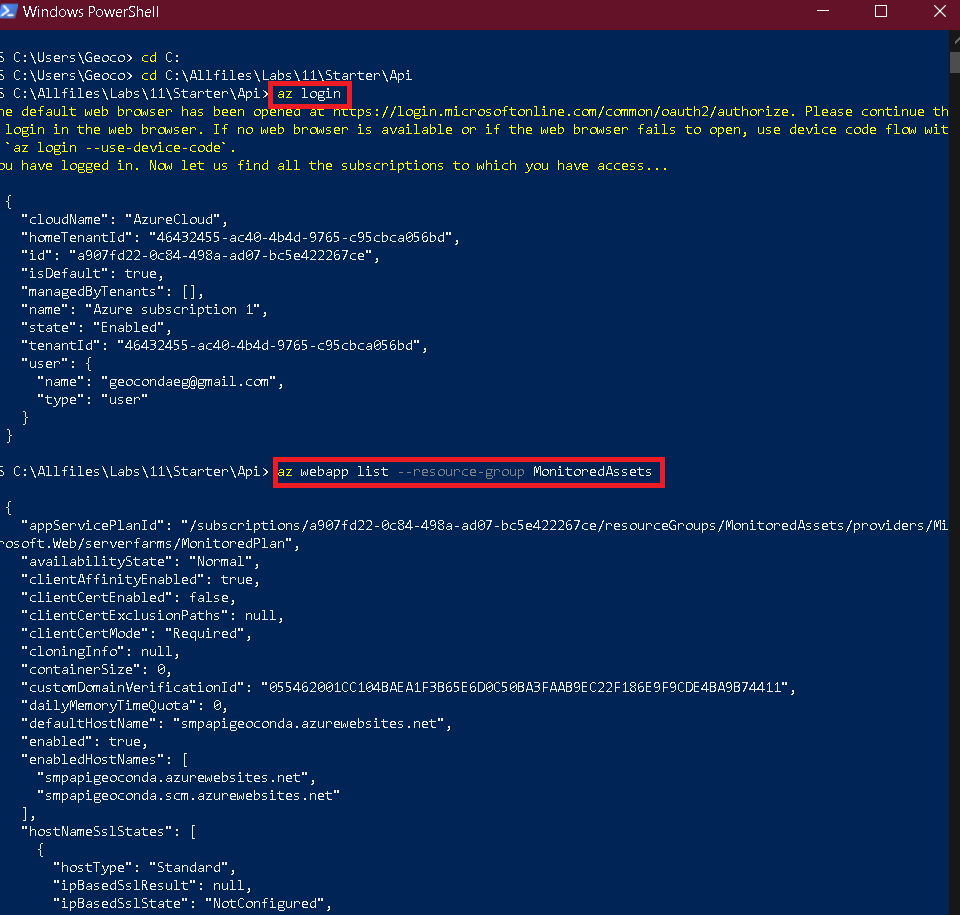 Windows PowerShell
S C:\Users\Geoco> cd C:
S C:\Users\Geoco> cd C:\Allfiles\Labs\11\Starter\Api
S C:\Allfiles\Labs\11\Starter\Api> az login
he default web browser has been opened at https://login.microsoftonline.com/common/oauth2/authorize. Please continue th
login in the web browser. If no web browser is available or if the web browser fails to open, use device code flow wit
`az login --use-device-code`.
ou have logged in. Now let us find all the subscriptions to which you have access...
{
"cloudName": "AzureCloud",
"homeTenantId": "46432455-ac40-4b4d-9765-c95cbca056bd",
"id": "a907fd22-0c84-498a-ad07-bc5e422267ce",
"isDefault": true,
"managedByTenants": [],
"name": "Azure subscription 1",
"state": "Enabled",
"tenantId": "46432455-ac40-4b4d-9765-c95cbca056bd",
"user": {
"name": "geocondaeg@gmail.com",
"type": "user"
}
}
S C:\Allfiles\Labs\11\Starter\Api> az webapp list --resource-group MonitoredAssets
{
"appServicePlanId": "/subscriptions/a907fd22-0c84-498a-ad07-bc5e422267ce/resourceGroups/MonitoredAssets/providers/Mi
rosoft.Web/serverfarms/MonitoredPlan",
"availabilityState": "Normal",
"clientAffinityEnabled": true,
"clientCertEnabled": false,
"clientCertExclusionPaths": null,
"clientCertMode": "Required",
"cloningInfo": null,
"containerSize": 0,
"customDomainVerificationId": "055462001CC104BAEA1F3B65E6D0C50BA3FAAB9EC22F186E9F9CDE4BA9B74411",
"dailyMemoryTimeQuota": 0,
"defaultHostName": "smpapigeoconda.azurewebsites.net",
"enabled": true,
"enabledHostNames": [
"smpapigeoconda.azurewebsites.net",
"smpapigeoconda.scm.azurewebsites.net"
],
"hostNameSslStates": [
{
"hostType": "Standard",
"ipBasedSslResult": null,
"ipBasedSslState": "NotConfigured",